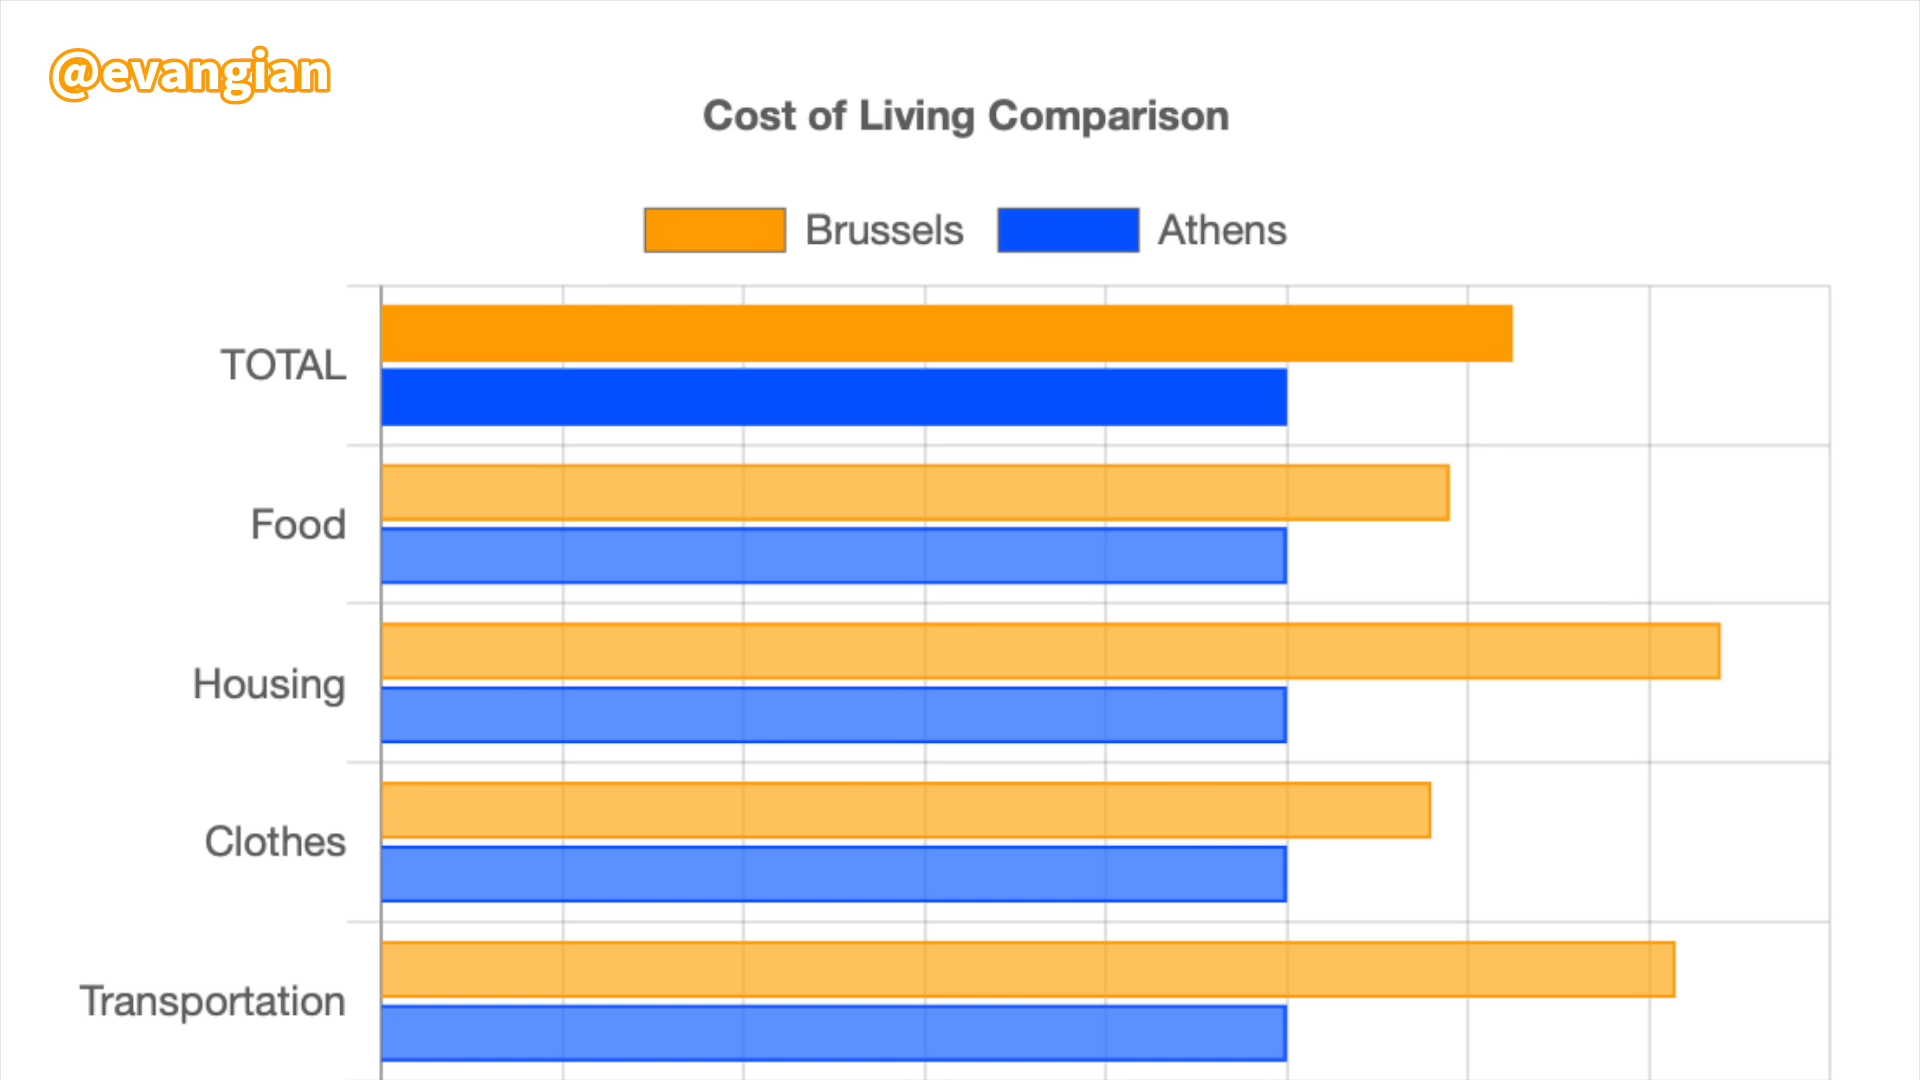 @evangian
Cost of Living Comparison
Brussels Athens
TOTAL
Food
Housing
Clothes
Transportation